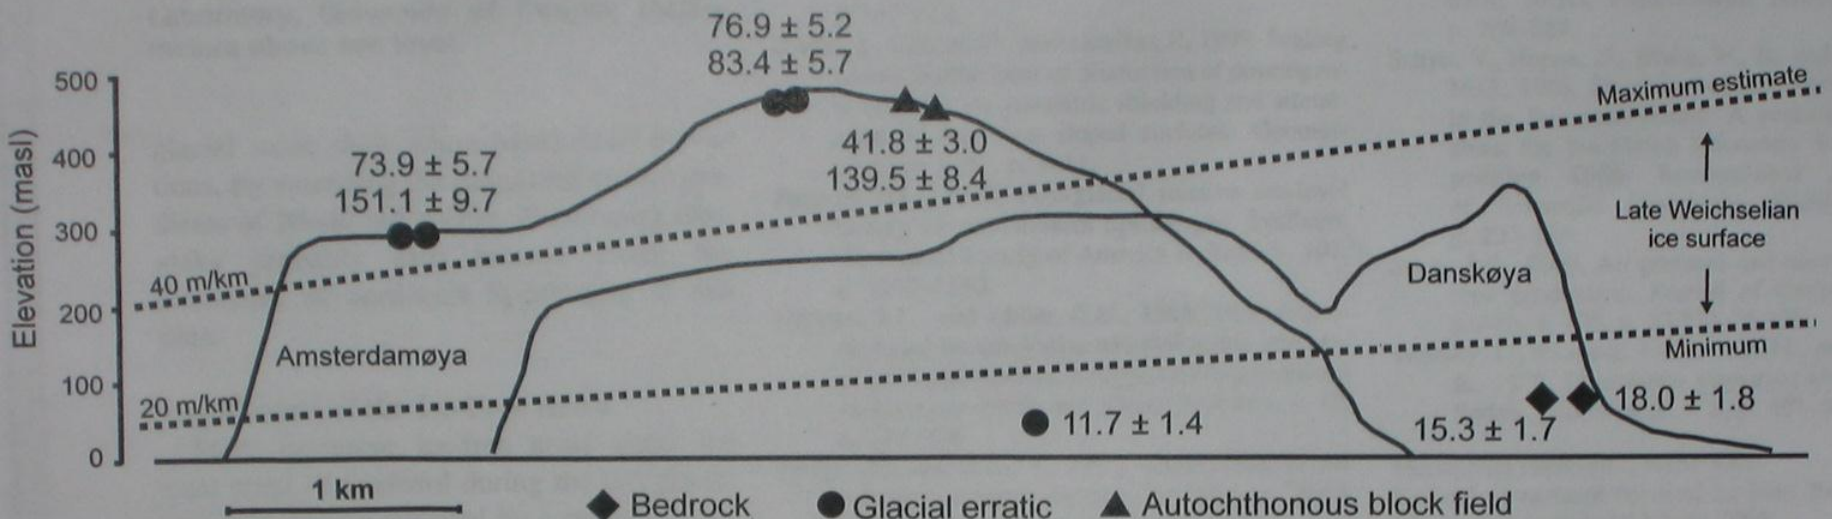 76.9 ± 5.2
83.4 ± 5.7
Elevation (masl)
500
400
300
200
100
0
73.9 ± 5.7
151.1 ± 9.7
41.8 ± 3.0
139.5 ± 8.4
Maximum estimate
Late Weichselian
ice surface
Minimum
40 m/km
20 m/km
Amsterdamøya
Danskøya
11.7 ± 1.4
15.3 ± 1.7
18.0 ± 1.8
1 km
Bedrock
Glacial erratic
Autochthonous block field